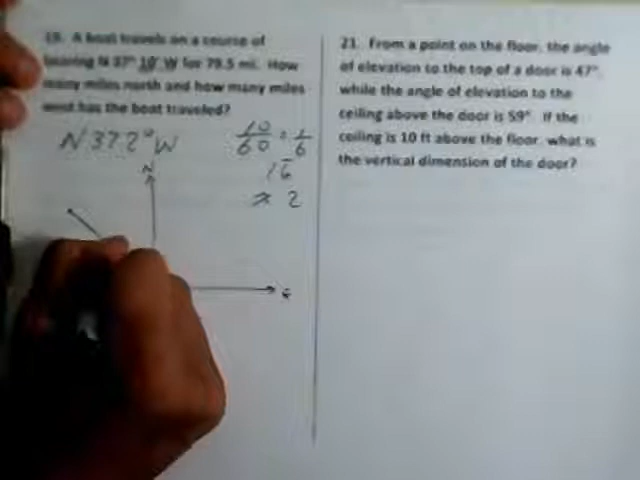 19. A boat travels on a course of
bearing N 37° 10' W for 79.5 mi. How
many miles north and how many miles
west has the boat traveled?
N 37.2° W
10/60 = 1/6
.16
≈ .2
N
E
21. From a point on the floor, the angle
of elevation to the top of a door is 47°,
while the angle of elevation to the
ceiling above the door is 59°. If the
ceiling is 10 ft above the floor, what is
the vertical dimension of the door?